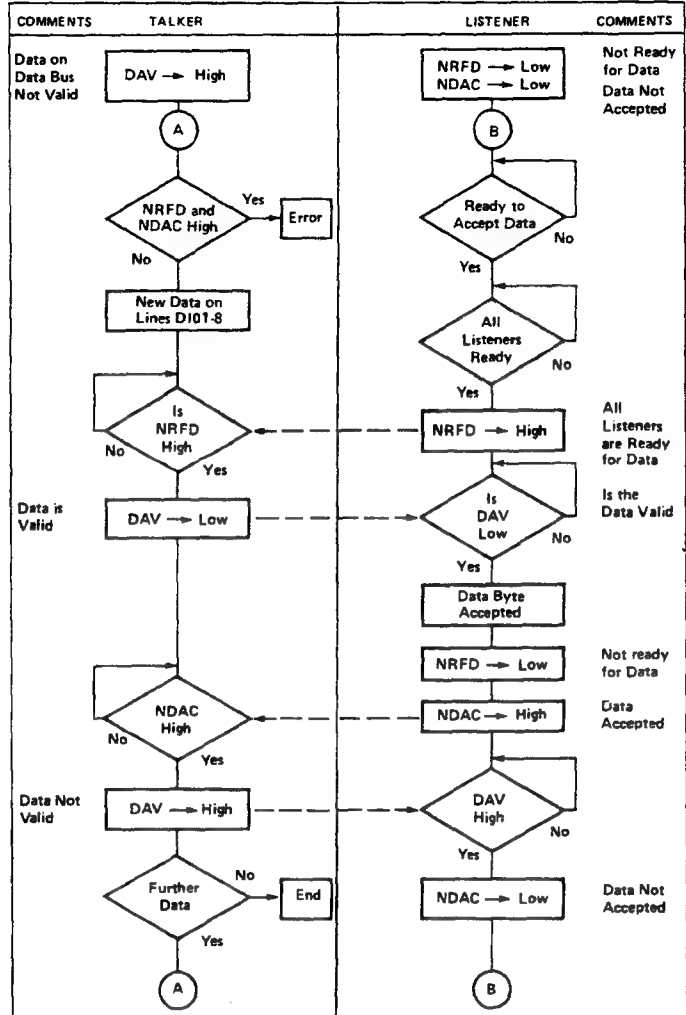 COMMENTS TALKER LISTENER COMMENTS
Data on
Data Bus
Not Valid
DAV → High
A
NRFD and
NDAC High
Yes
Error
No
New Data on
Lines DI01-8
Is
NRFD
High
No
Yes
Data is
Valid
DAV → Low
NDAC
High
No
Yes
Data Not
Valid
DAV → High
Further
Data
No
End
Yes
A
NRFD → Low
NDAC → Low
Not Ready
for Data
Data Not
Accepted
B
Ready to
Accept Data
No
Yes
All
Listeners
Ready
No
Yes
NRFD → High
All
Listeners
are Ready
for Data
Is
DAV
Low
No
Is the
Data Valid
Yes
Data Byte
Accepted
NRFD → Low
Not ready
for Data
NDAC → High
Data
Accepted
DAV
High
No
Yes
NDAC → Low
Data Not
Accepted
B